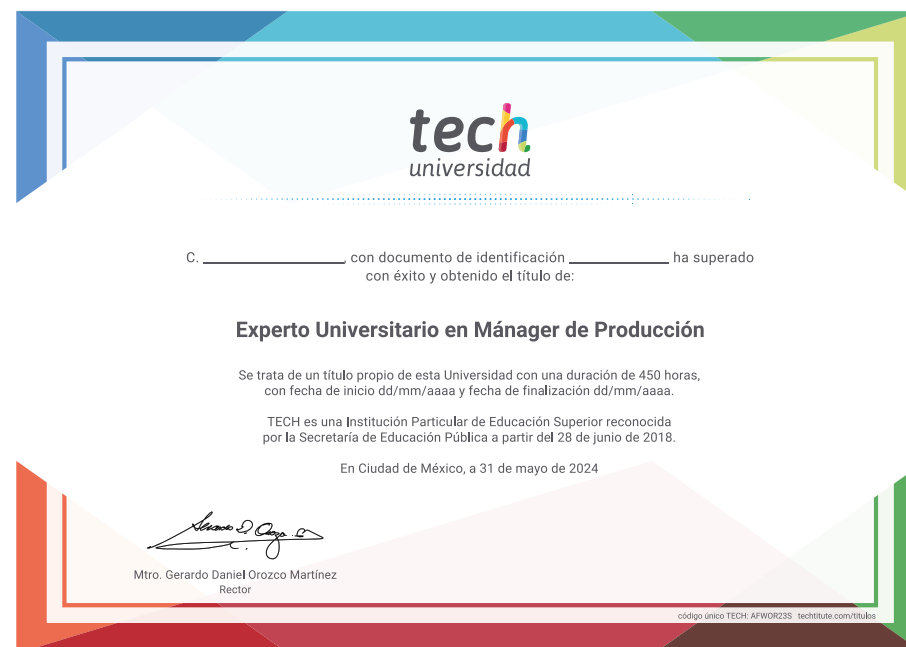 tech
universidad
C. ____________________, con documento de identificación ______________ ha superado
con éxito y obtenido el título de:
Experto Universitario en Mánager de Producción
Se trata de un título propio de esta Universidad con una duración de 450 horas,
con fecha de inicio dd/mm/aaaa y fecha de finalización dd/mm/aaaa.
TECH es una Institución Particular de Educación Superior reconocida
por la Secretaría de Educación Pública a partir del 28 de junio de 2018.
En Ciudad de México, a 31 de mayo de 2024
Mtro. Gerardo Daniel Orozco Martínez
Rector
código único TECH: AFWOR23S techtitute.com/titulos